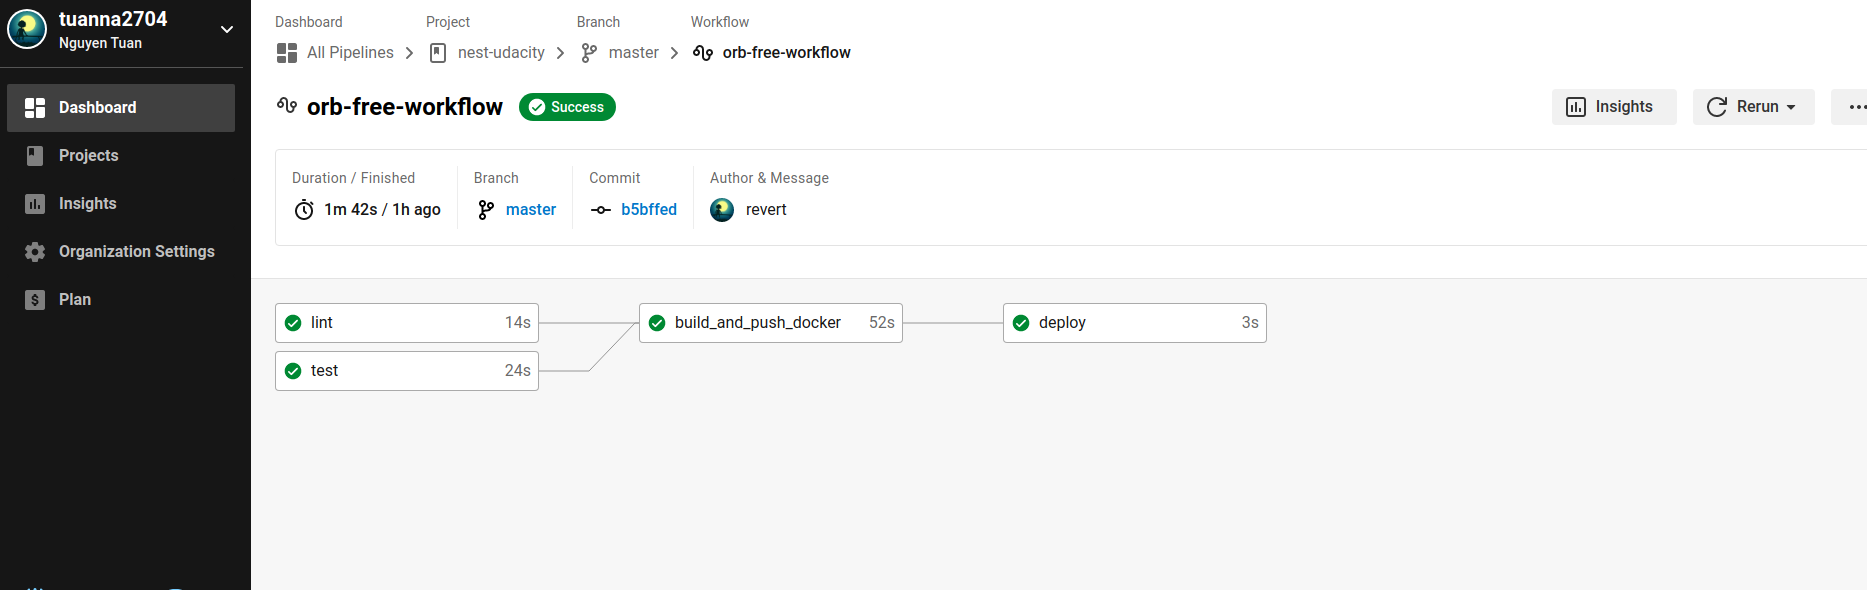 tuanna2704
Nguyen Tuan
Dashboard
Projects
Insights
Organization Settings
Plan
Dashboard Project Branch Workflow
All Pipelines nest-udacity master orb-free-workflow
orb-free-workflow Success
Insights Rerun
Duration / Finished Branch Commit Author & Message
1m 42s / 1h ago master b5bffed revert
lint 14s build_and_push_docker 52s deploy 3s
test 24s